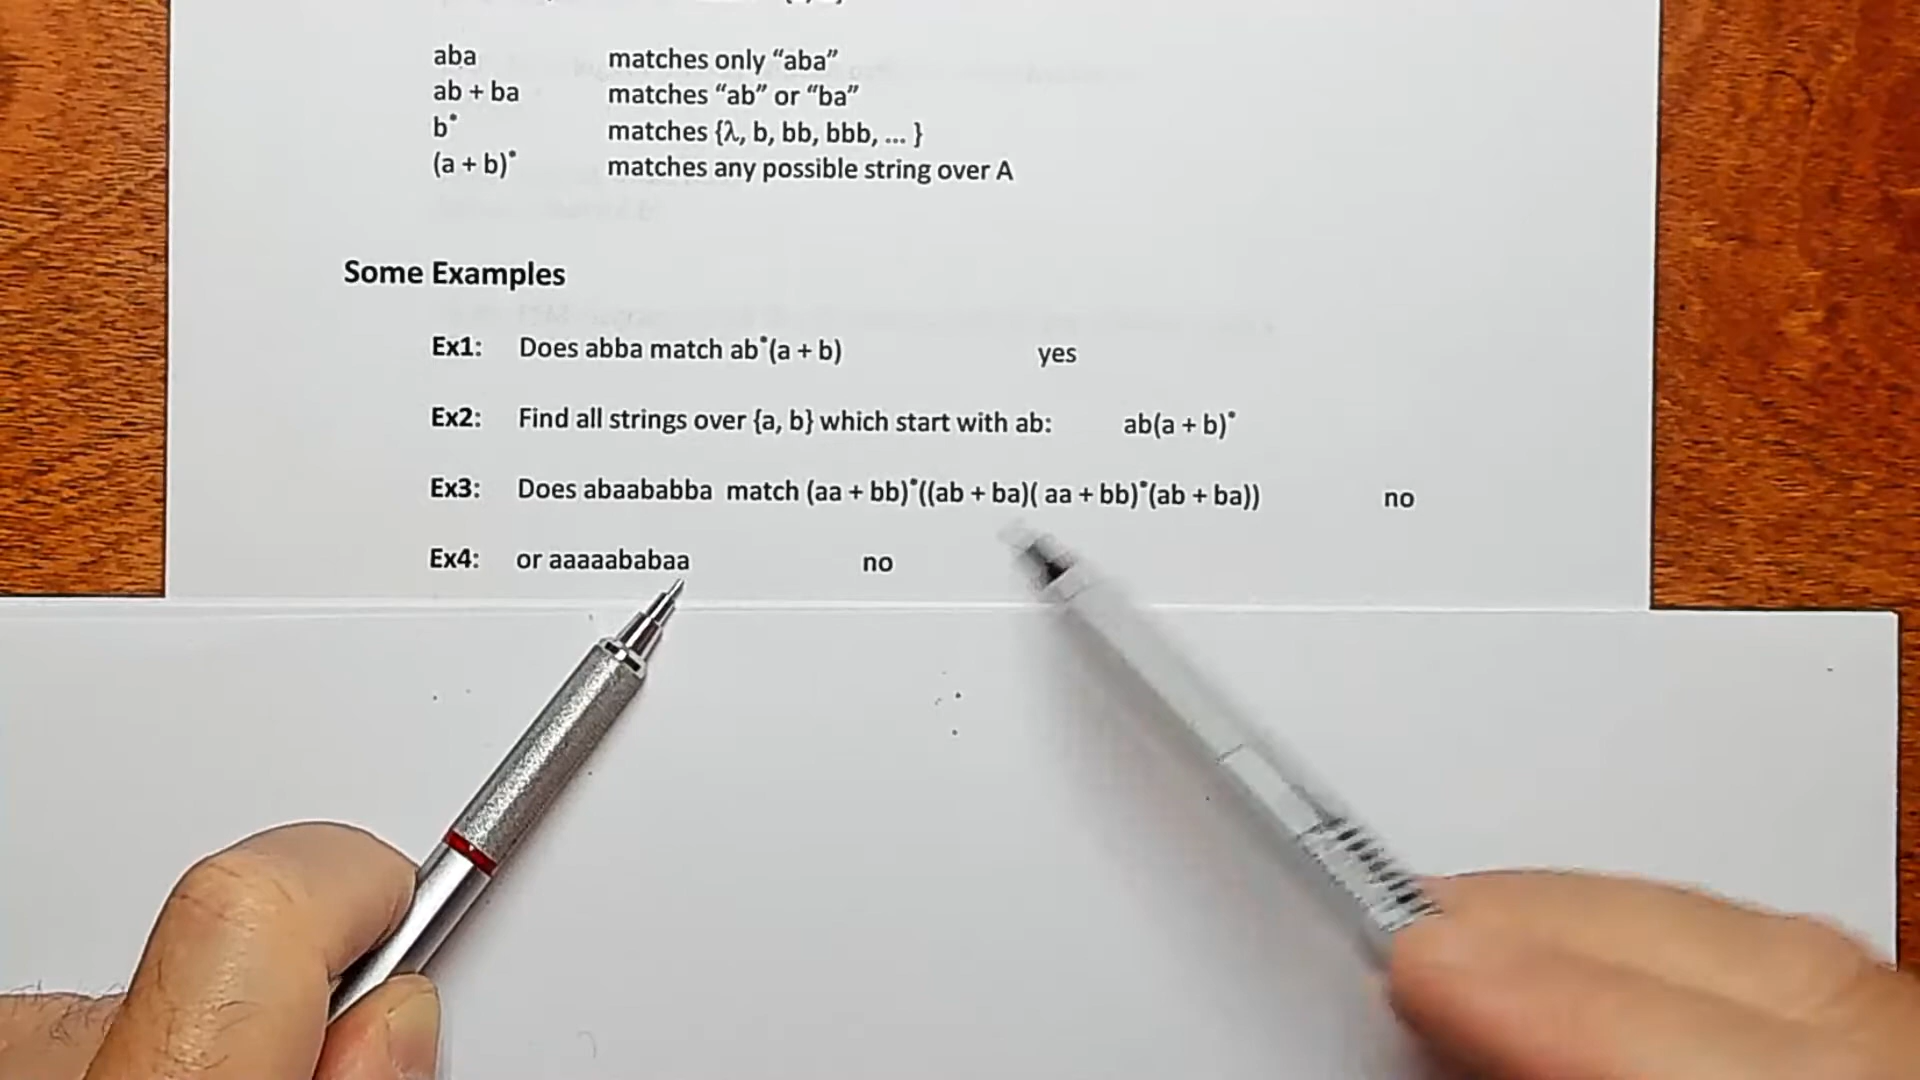 aba matches only “aba”
ab + ba matches “ab” or “ba”
b* matches {λ, b, bb, bbb, ... }
(a + b)* matches any possible string over A
Some Examples
Ex1: Does abba match ab*(a + b) yes
Ex2: Find all strings over {a, b} which start with ab: ab(a + b)*
Ex3: Does abaababba match (aa + bb)*((ab + ba)( aa + bb)*(ab + ba)) no
Ex4: or aaaaababaa no